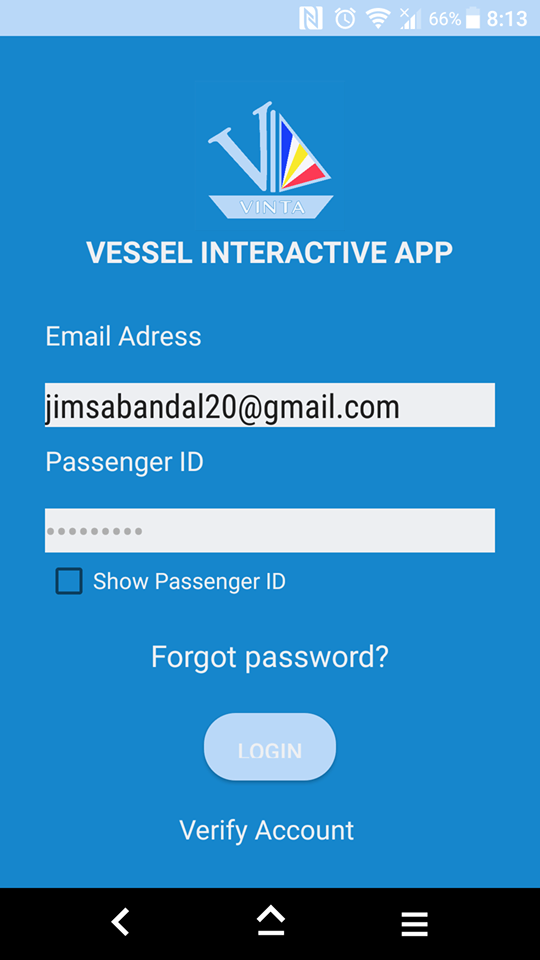 66% 8:13
VINTA
VESSEL INTERACTIVE APP
Email Adress
jimsabandal20@gmail.com
Passenger ID
•••••••••
Show Passenger ID
Forgot password?
LOGIN
Verify Account